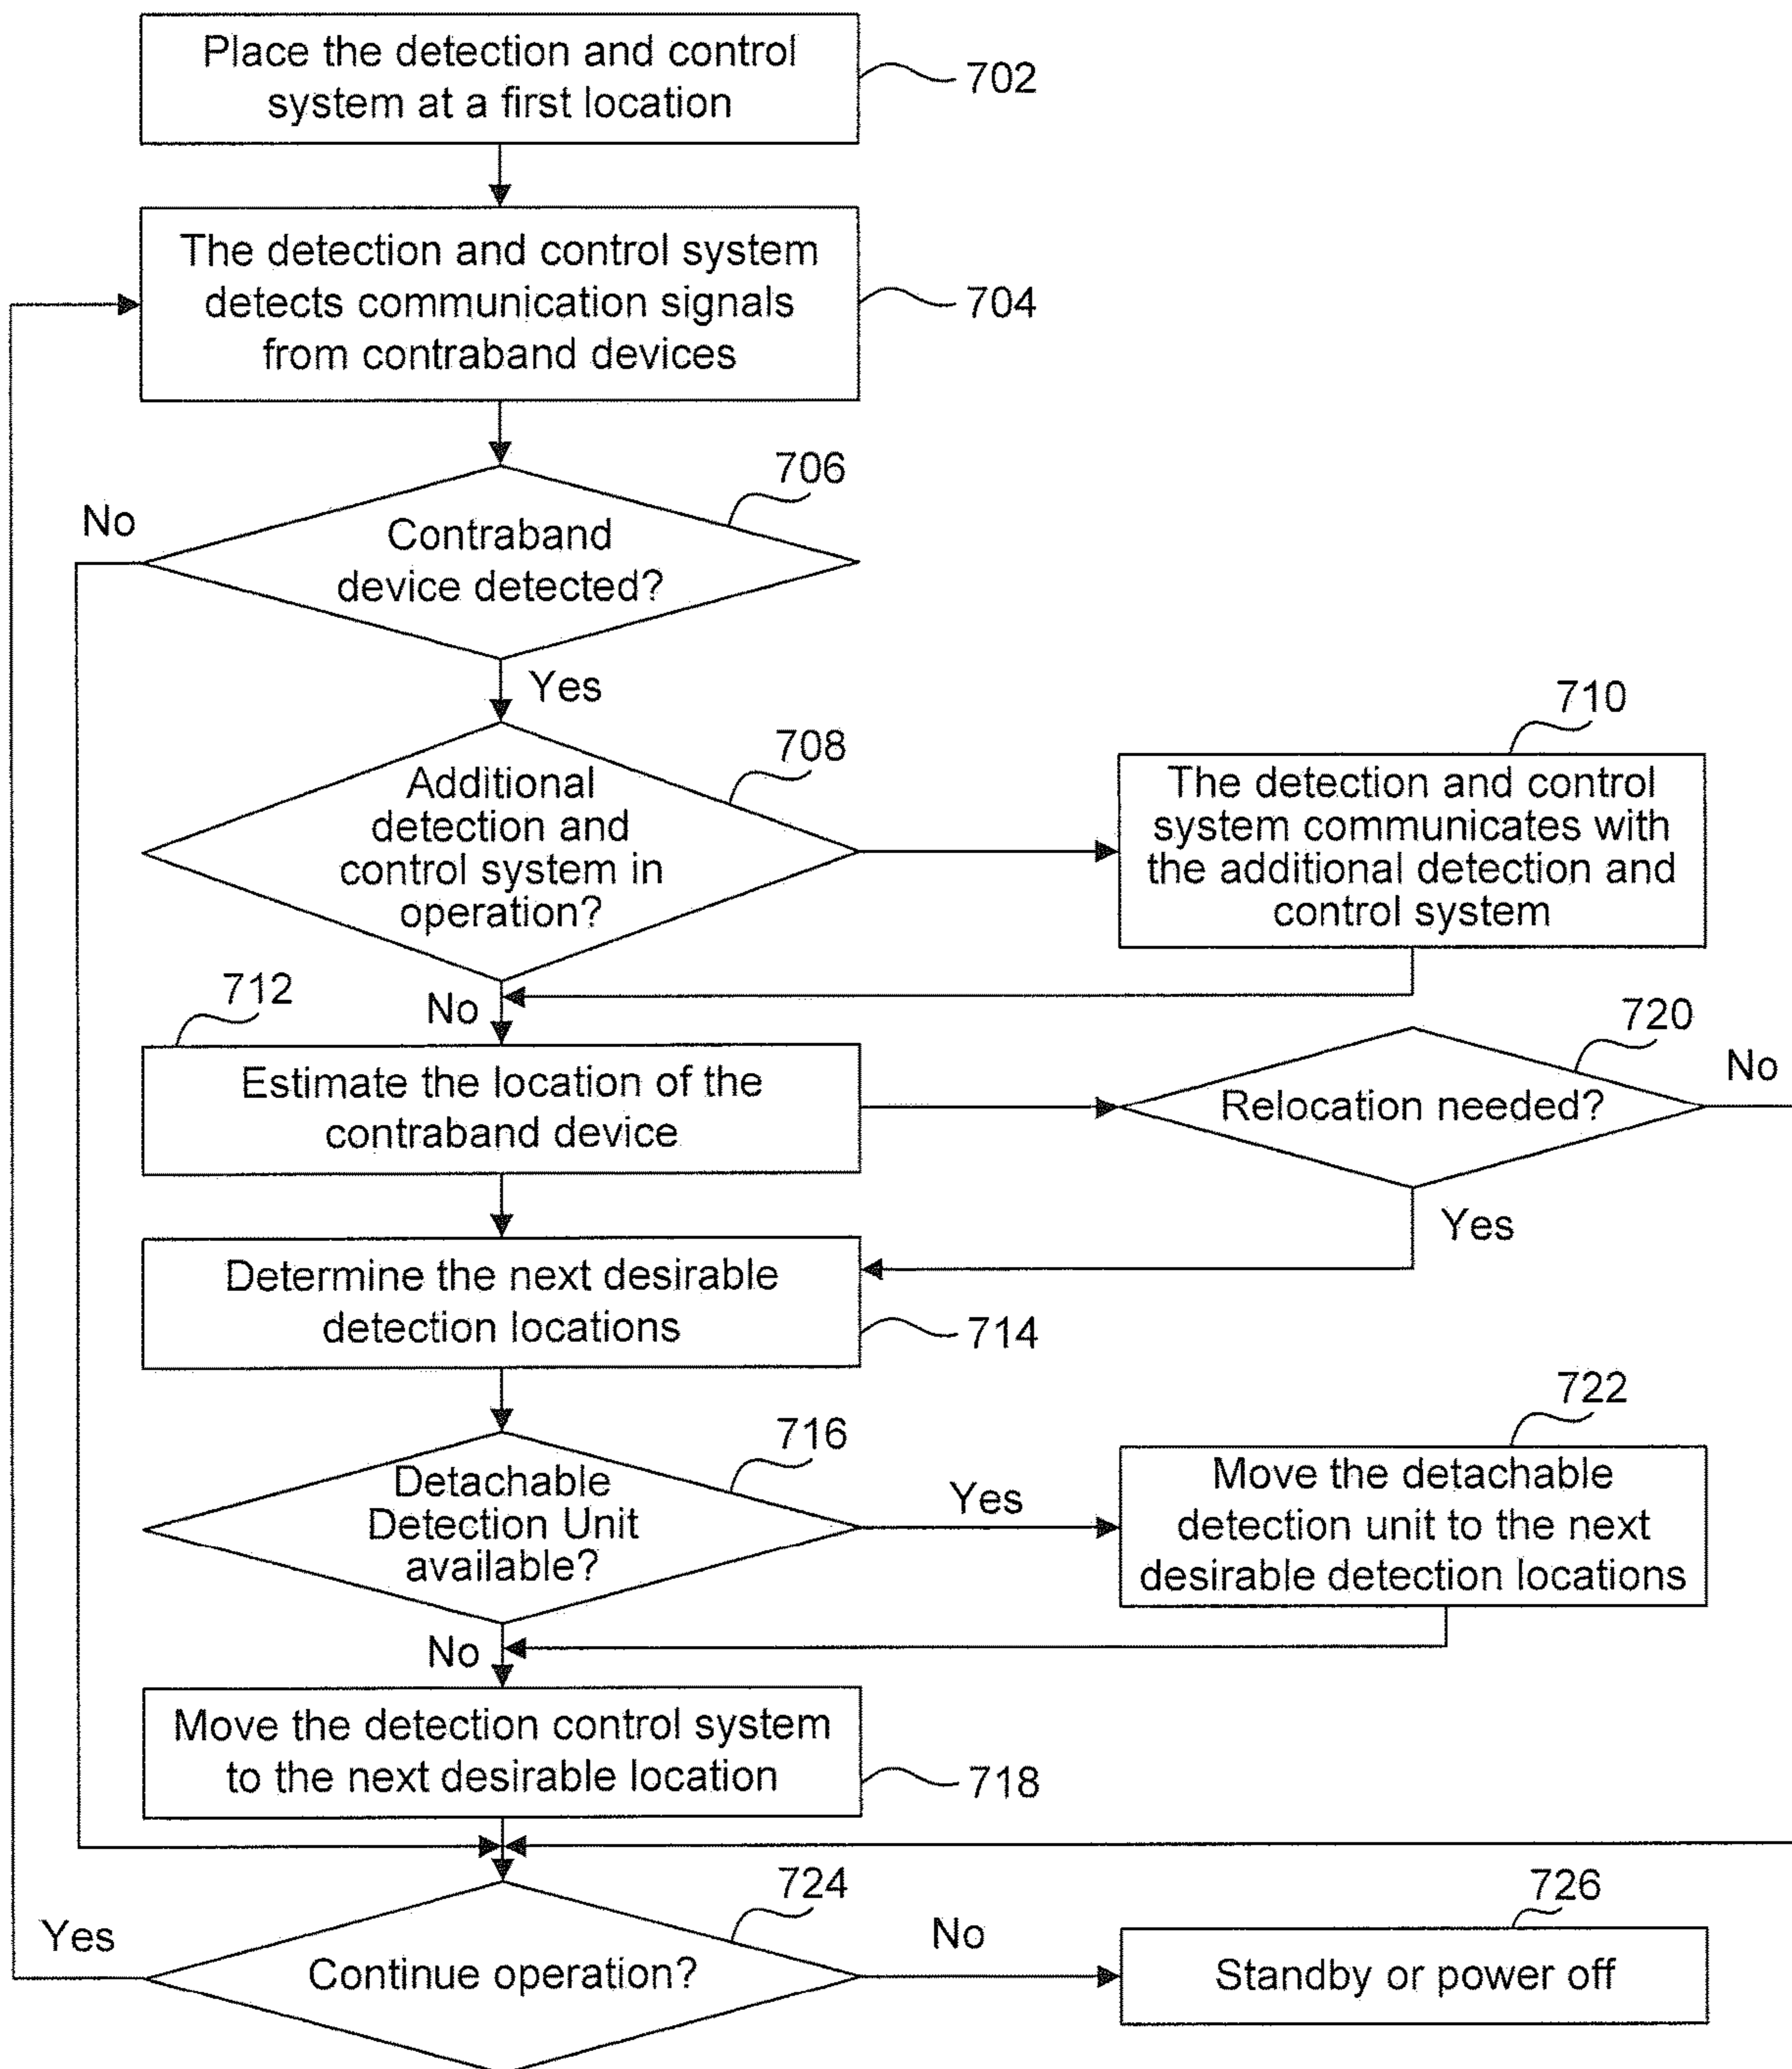 Place the detection and control
system at a first location
702
The detection and control system
detects communication signals
from contraband devices
704
706
No
Contraband
device detected?
Yes
708
Additional
detection and
control system in
operation?
710
The detection and control
system communicates with
the additional detection and
control system
No
712
Estimate the location of the
contraband device
720
Relocation needed?
No
Yes
Determine the next desirable
detection locations
714
716
Detachable
Detection Unit
available?
Yes
722
Move the detachable
detection unit to the next
desirable detection locations
No
Move the detection control system
to the next desirable location
718
724
Yes
Continue operation?
No
726
Standby or power off